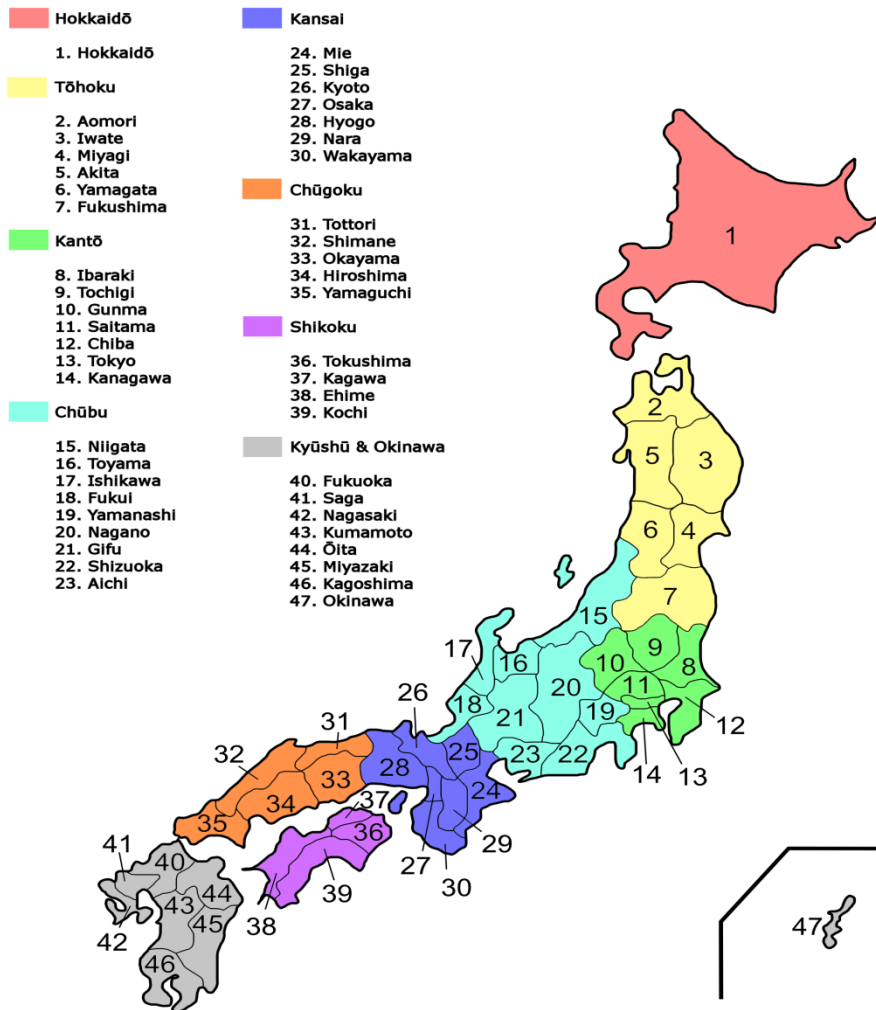 Hokkaidō
1. Hokkaidō
Tōhoku
2. Aomori
3. Iwate
4. Miyagi
5. Akita
6. Yamagata
7. Fukushima
Kantō
8. Ibaraki
9. Tochigi
10. Gunma
11. Saitama
12. Chiba
13. Tokyo
14. Kanagawa
Chūbu
15. Niigata
16. Toyama
17. Ishikawa
18. Fukui
19. Yamanashi
20. Nagano
21. Gifu
22. Shizuoka
23. Aichi
Kansai
24. Mie
25. Shiga
26. Kyoto
27. Osaka
28. Hyogo
29. Nara
30. Wakayama
Chūgoku
31. Tottori
32. Shimane
33. Okayama
34. Hiroshima
35. Yamaguchi
Shikoku
36. Tokushima
37. Kagawa
38. Ehime
39. Kochi
Kyūshū & Okinawa
40. Fukuoka
41. Saga
42. Nagasaki
43. Kumamoto
44. Ōita
45. Miyazaki
46. Kagoshima
47. Okinawa
1
2
5
3
6
4
7
15
9
17
16
10
8
11
20
18
26
21
19
12
31
25
23
22
14
13
32
28
33
24
34
37
35
36
29
27
30
41
40
39
38
44
43
45
42
46
47